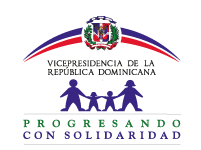 VICEPRESIDENCIA DE LA
REPÚBLICA DOMINICANA
PROGRESANDO
CON SOLIDARIDAD